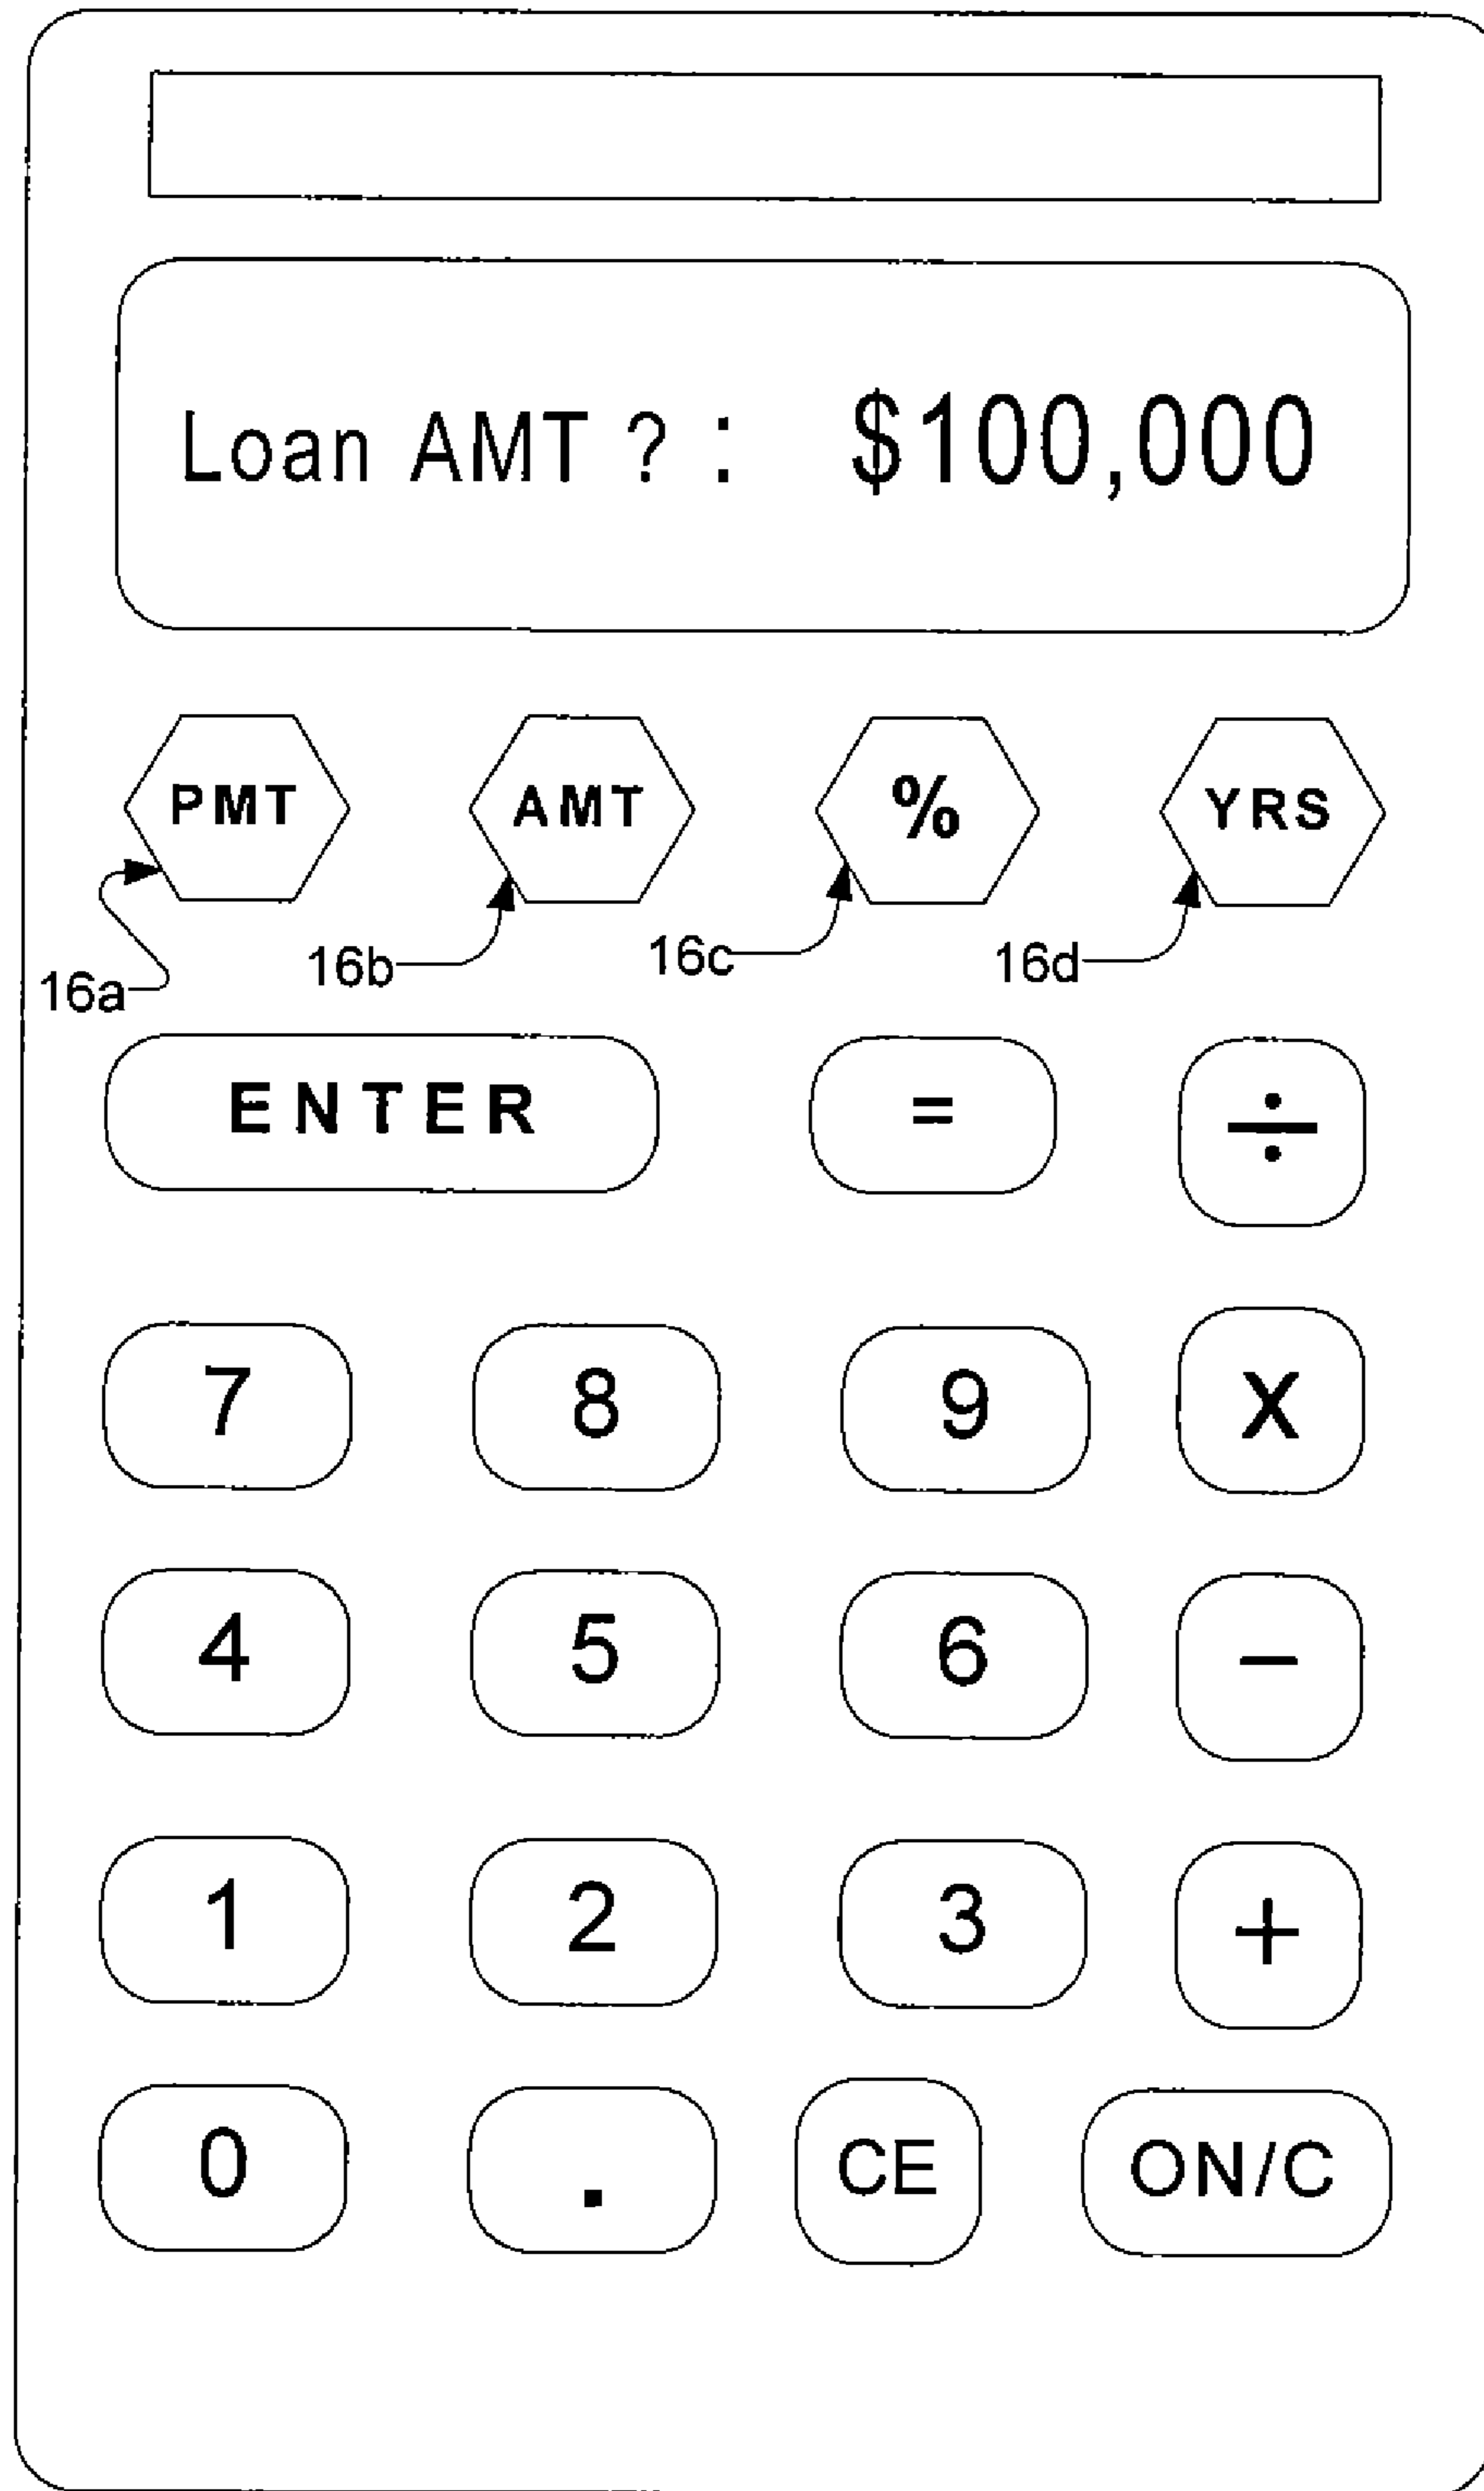 Loan AMT ? : $100,000
PMT AMT % YRS
16a 16b 16c 16d
ENTER = ÷
7 8 9 X
4 5 6 −
1 2 3 +
0 . CE ON/C